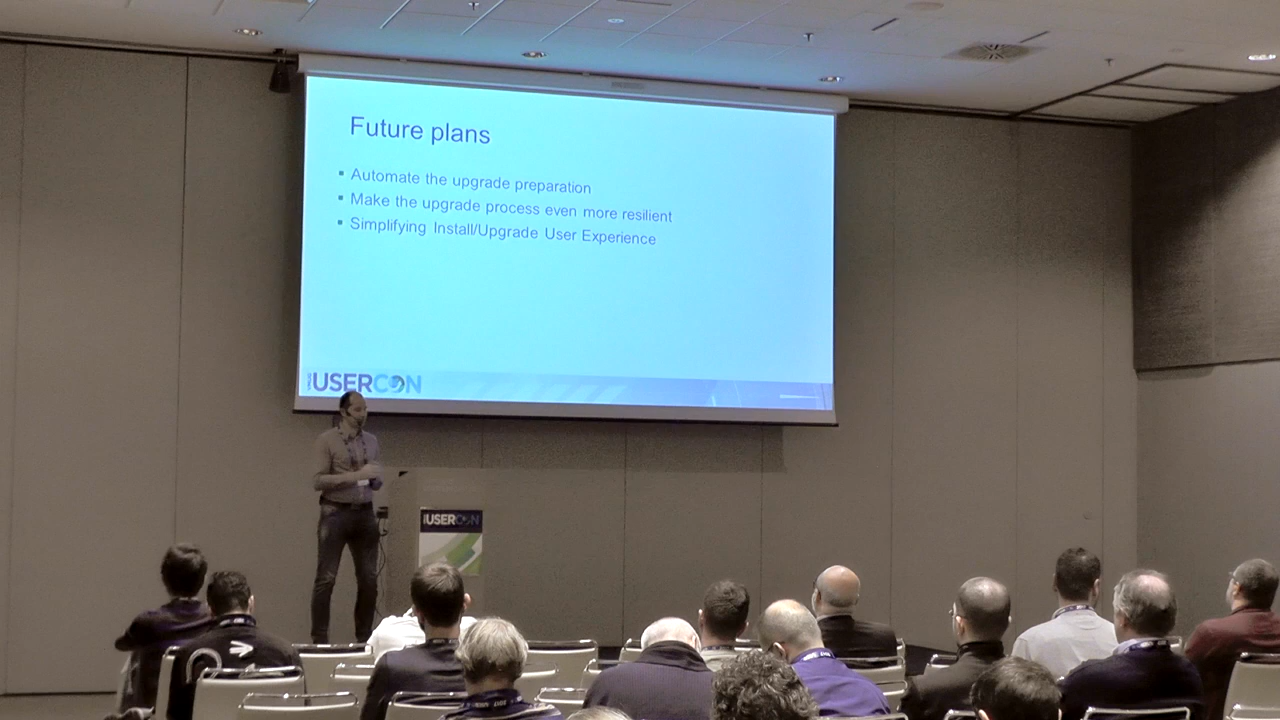 Future plans
Automate the upgrade preparation
Make the upgrade process even more resilient
Simplifying Install/Upgrade User Experience
USERCON
USERCON